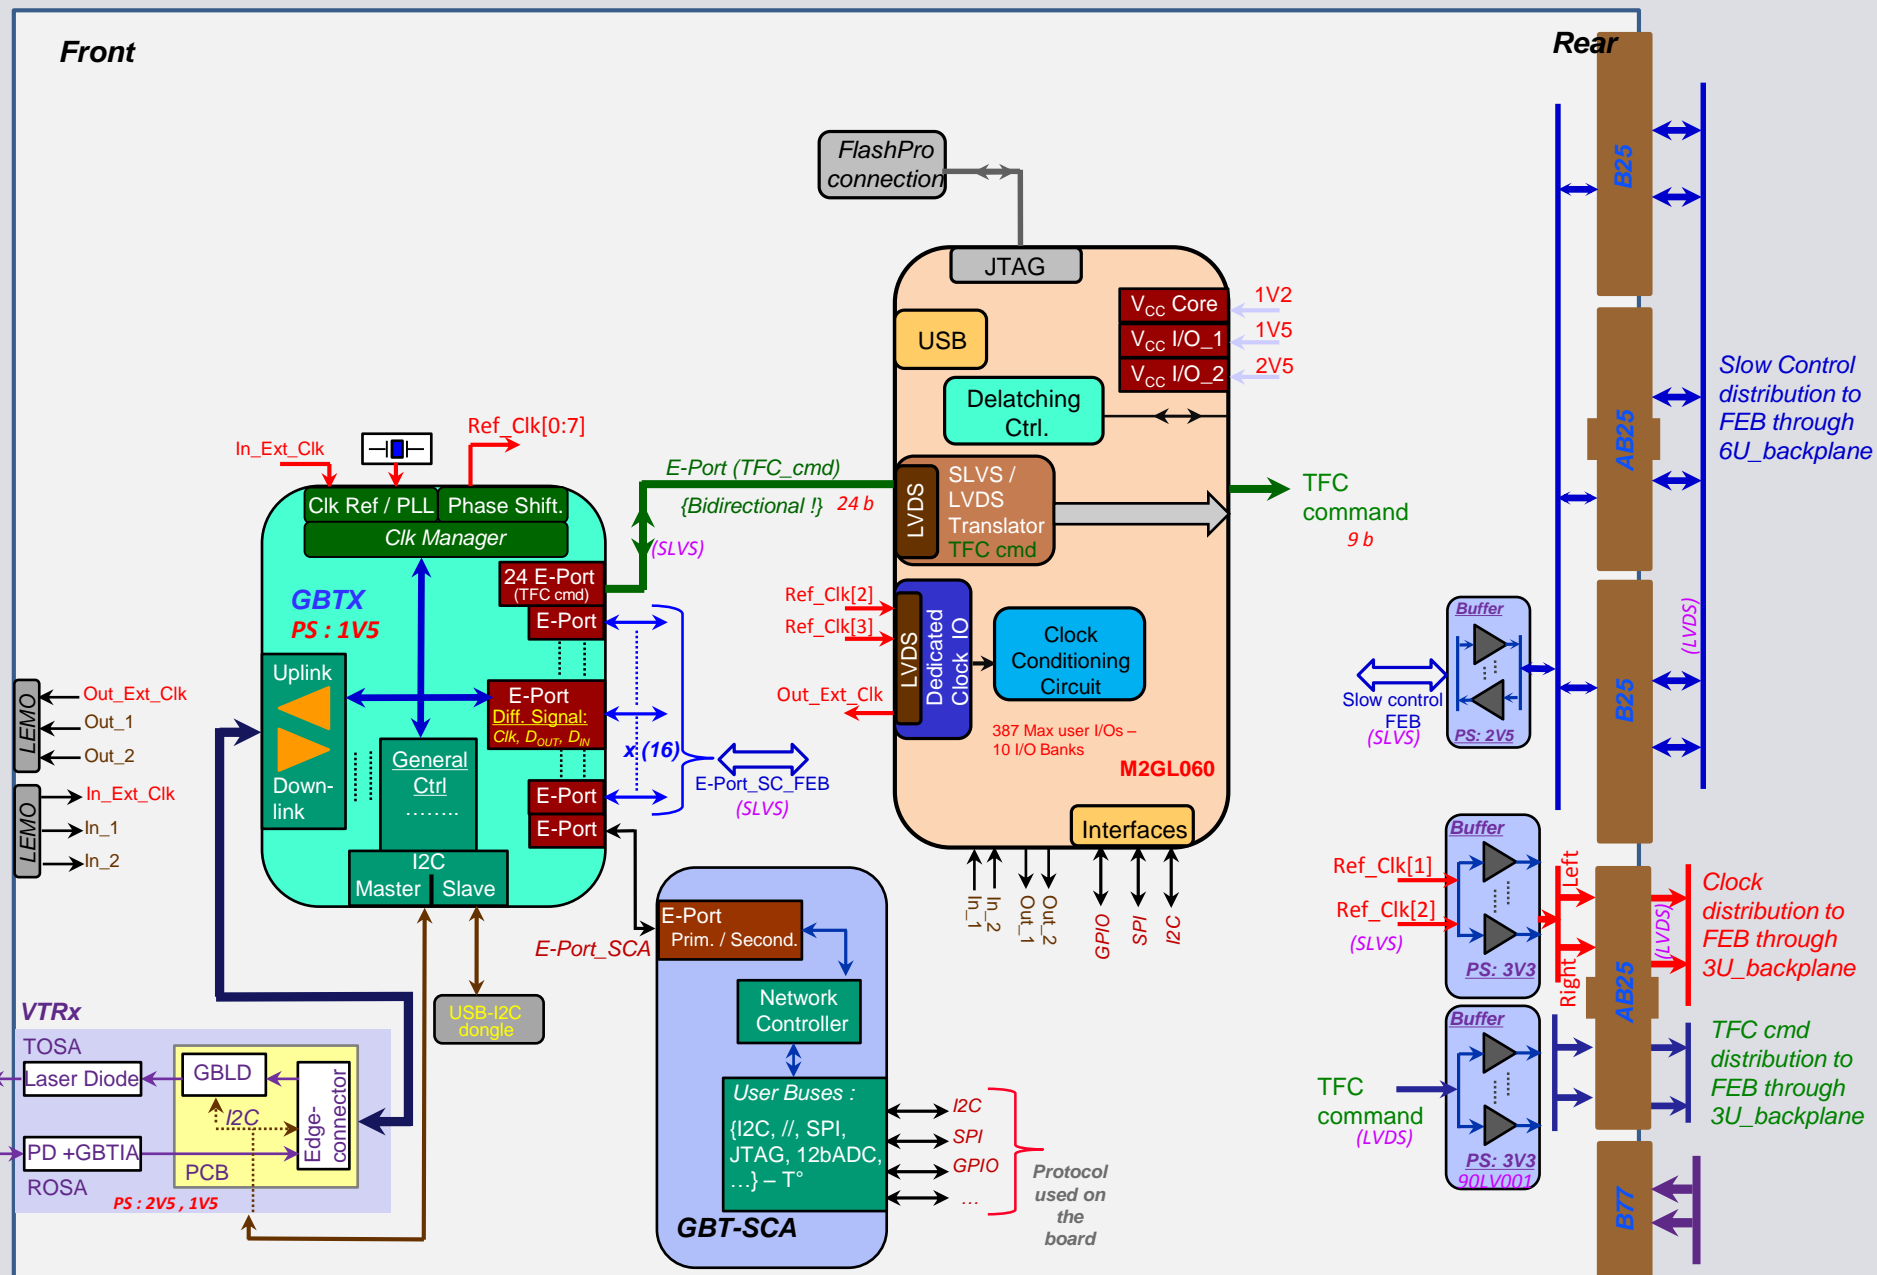 Front
Rear
FlashPro
connection
JTAG
USB
V_CC Core
V_CC I/O_1
V_CC I/O_2
1V2
1V5
2V5
Delatching
Ctrl.
LVDS
SLVS /
LVDS
Translator
TFC cmd
TFC
command
9 b
E-Port (TFC_cmd)
{Bidirectional !}
24 b
(SLVS)
Ref_Clk[2]
Ref_Clk[3]
Out_Ext_Clk
LVDS
Dedicated
Clock IO
Clock
Conditioning
Circuit
387 Max user I/Os –
10 I/O Banks
M2GL060
Interfaces
In_1
In_2
Out_1
Out_2
GPIO
SPI
I2C
In_Ext_Clk
Ref_Clk[0:7]
Clk Ref / PLL
Phase Shift.
Clk Manager
GBTX
PS : 1V5
24 E-Port
(TFC cmd)
E-Port
E-Port
Diff. Signal:
Clk, D_OUT, D_IN
E-Port
E-Port
x (16)
E-Port_SC_FEB
(SLVS)
Uplink
Down-
link
General
Ctrl
........
I2C
Master
Slave
LEMO
Out_Ext_Clk
Out_1
Out_2
LEMO
In_Ext_Clk
In_1
In_2
USB-I2C
dongle
E-Port_SCA
E-Port
Prim. / Second.
Network
Controller
User Buses :
{I2C, //, SPI,
JTAG, 12bADC,
…} – T°
GBT-SCA
I2C
SPI
GPIO
…
Protocol
used on
the
board
VTRx
TOSA
Laser Diode
GBLD
I2C
Edge-
connector
PD +GBTIA
PCB
ROSA
PS : 2V5 , 1V5
Slow control
FEB
(SLVS)
Buffer
PS: 2V5
Ref_Clk[1]
Ref_Clk[2]
(SLVS)
Buffer
PS: 3V3
Left
Right
TFC
command
(LVDS)
Buffer
PS: 3V3
90LV001
B25
AB25
B25
AB25
B77
(LVDS)
(LVDS)
Slow Control
distribution to
FEB through
6U_backplane
Clock
distribution to
FEB through
3U_backplane
TFC cmd
distribution to
FEB through
3U_backplane